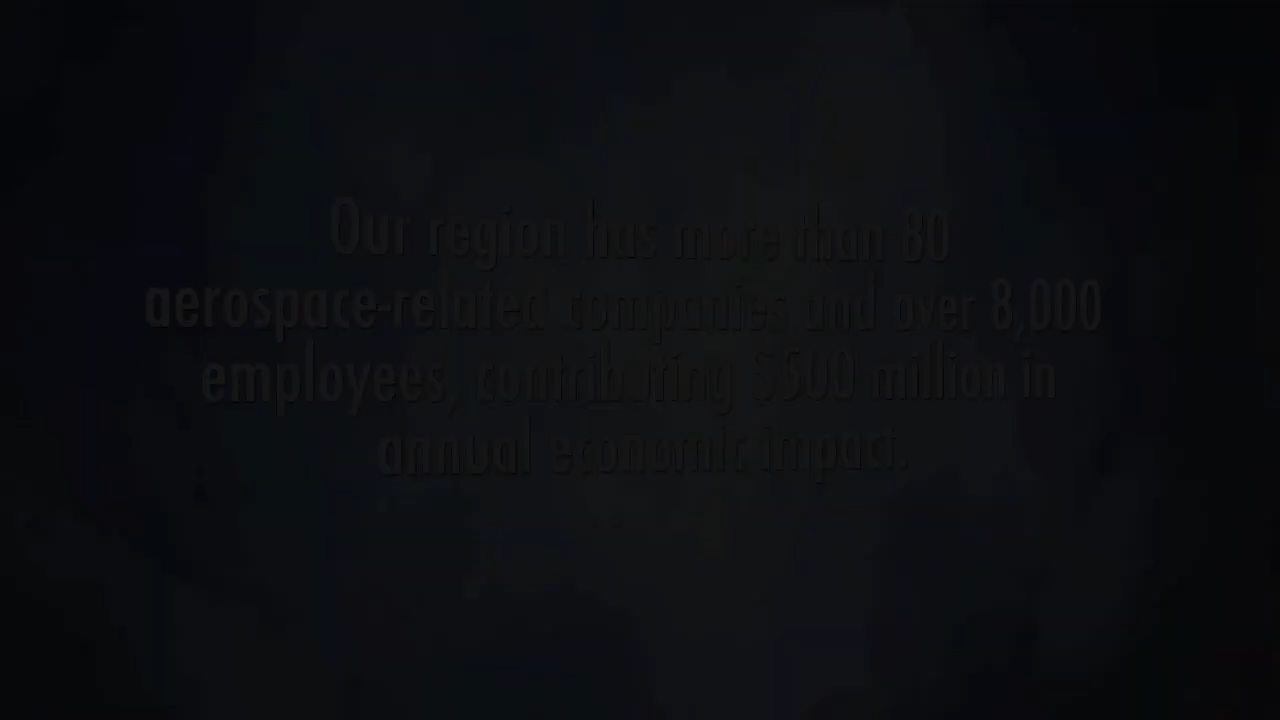 Our region has more than 80
aerospace-related companies and over 8,000
employees, contributing $500 million in
annual economic impact.